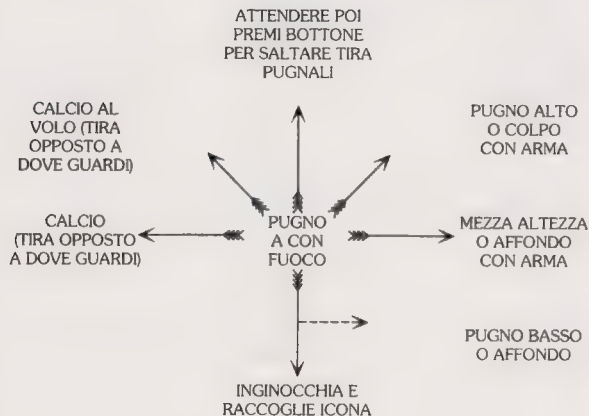 ATTENDERE POI
PREMI BOTTONE
PER SALTARE TIRA
PUGNALI
CALCIO AL
VOLO (TIRA
OPPOSTO A
DOVE GUARDI)
PUGNO ALTO
O COLPO
CON ARMA
CALCIO
(TIRA OPPOSTO
A DOVE GUARDI)
PUGNO
A CON
FUOCO
MEZZA ALTEZZA
O AFFONDO
CON ARMA
PUGNO BASSO
O AFFONDO
INGINOCCHIA E
RACCOGLIE ICONA